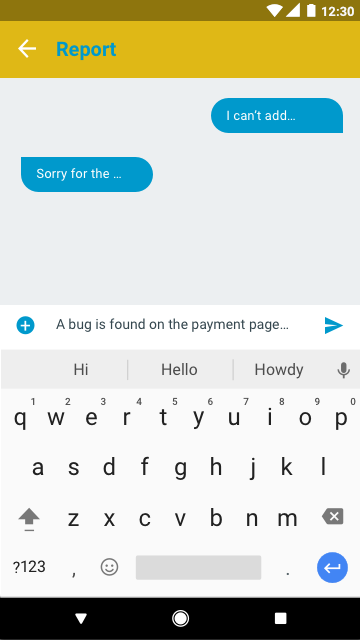 12:30
Report
I can't add...
Sorry for the ...
A bug is found on the payment page...
Hi Hello Howdy
1 2 3 4 5 6 7 8 9 0
q w e r t y u i o p
a s d f g h j k l
z x c v b n m
?123 , .